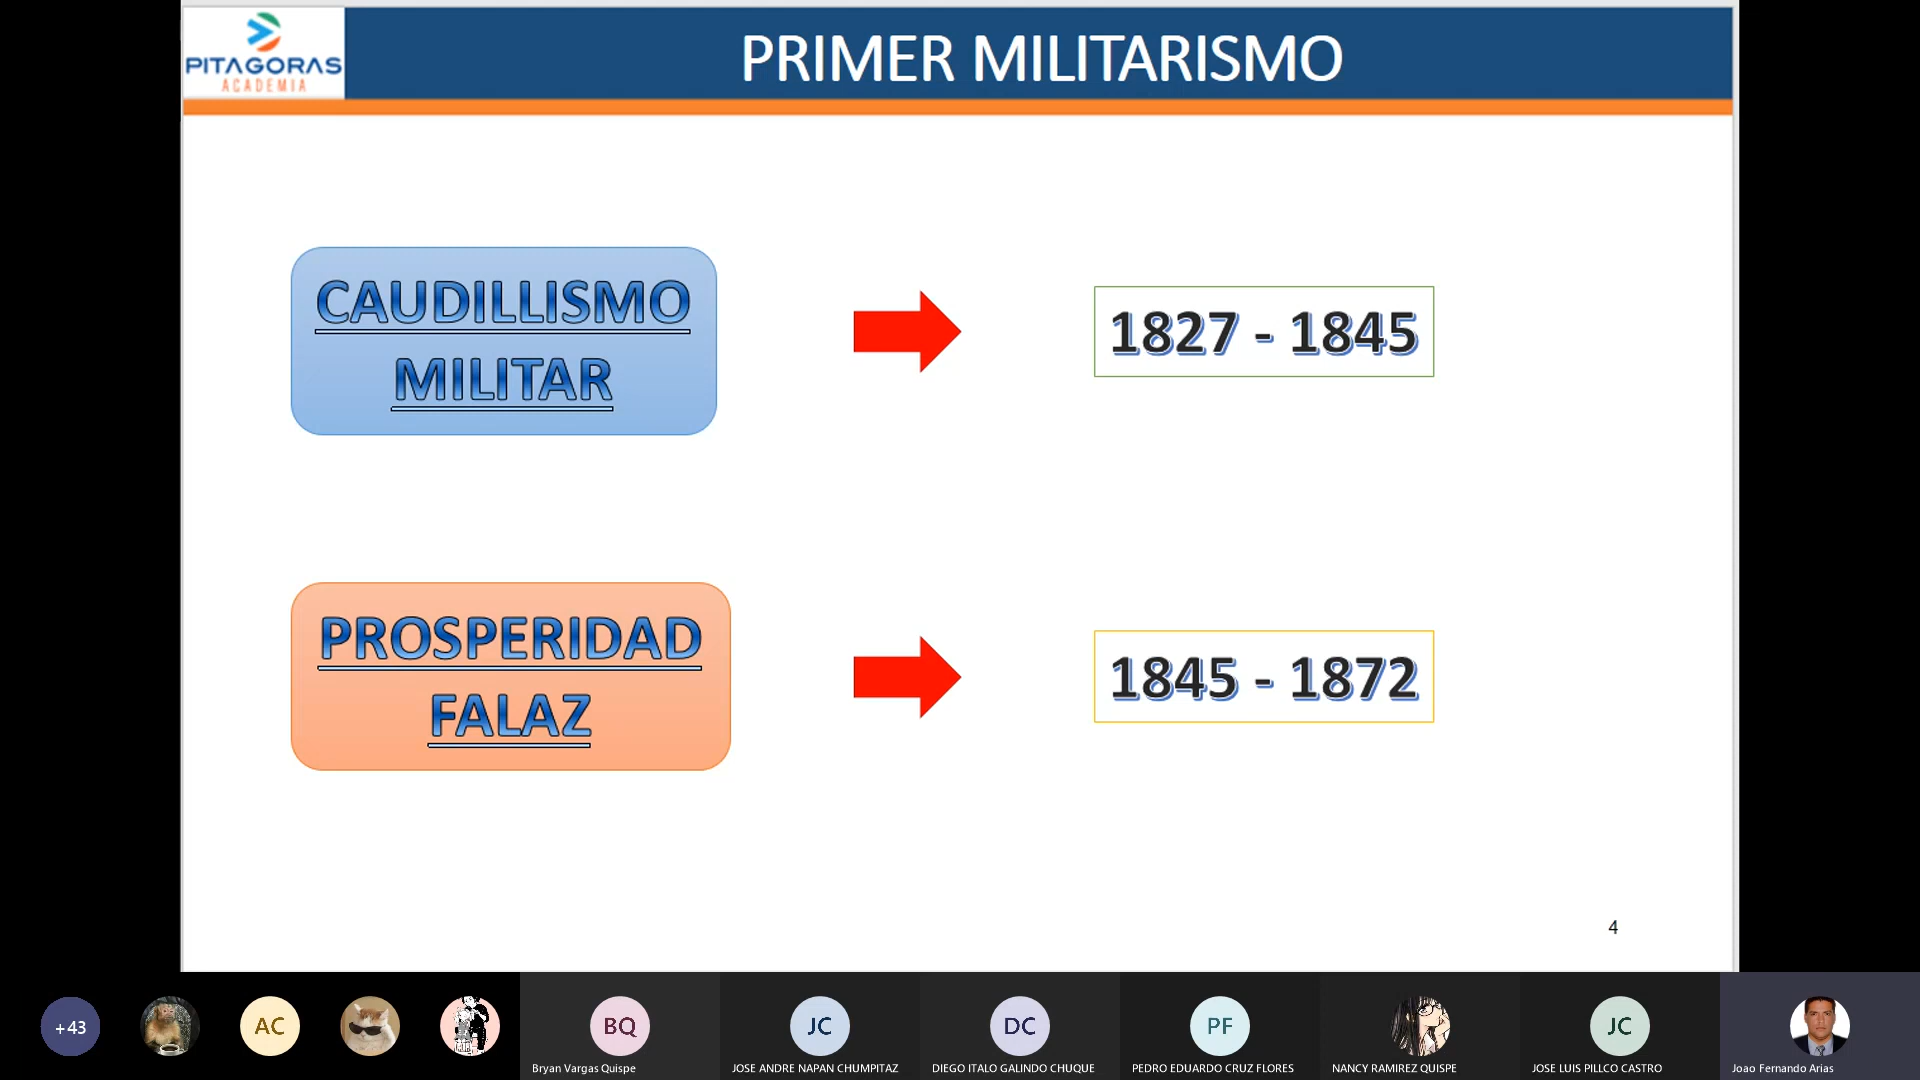 PITAGORAS
ACADEMIA
PRIMER MILITARISMO
CAUDILLISMO
MILITAR
1827 - 1845
PROSPERIDAD
FALAZ
1845 - 1872
4
+43
AC
BQ
JC
DC
PF
JC
Bryan Vargas Quispe
JOSE ANDRE NAPAN CHUMPITAZ
DIEGO ITALO GALINDO CHUQUE
PEDRO EDUARDO CRUZ FLORES
NANCY RAMIREZ QUISPE
JOSE LUIS PILLCO CASTRO
Joao Fernando Arias